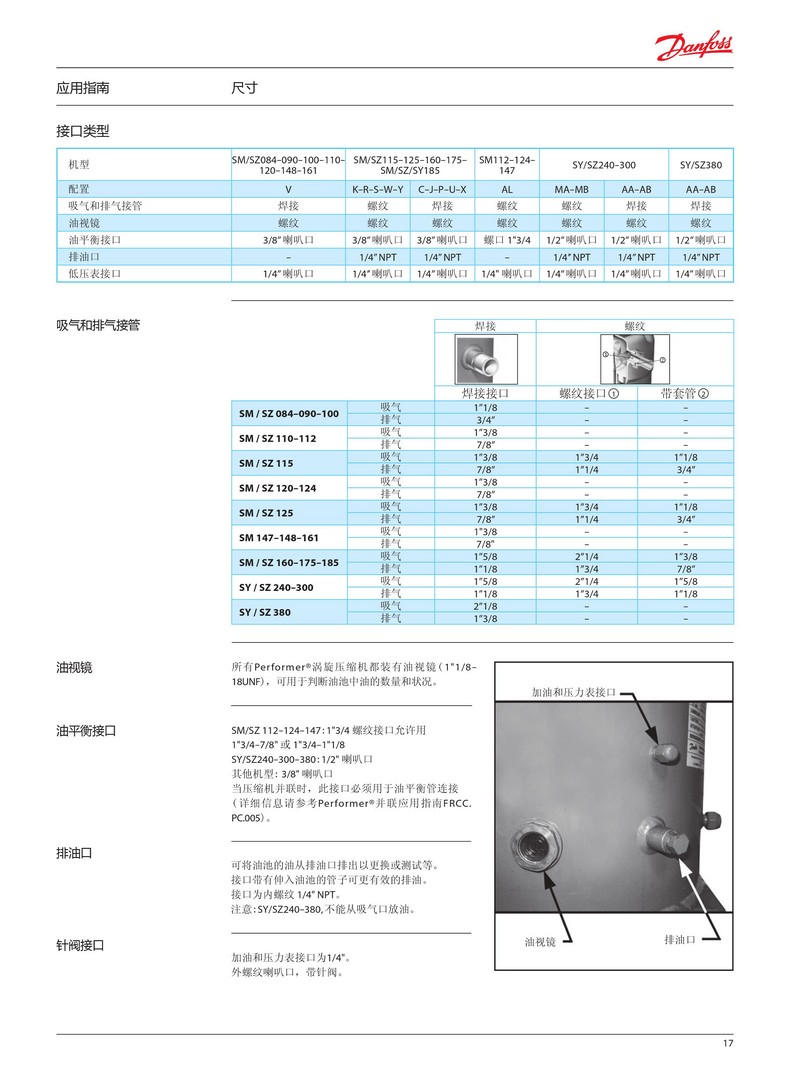 Danfoss
应用指南 尺寸
接口类型
机型 SM/SZ084–090–100–110–120–148–161 SM/SZ115–125–160–175–SM/SZ/SY185 SM112–124–147 SY/SZ240–300 SY/SZ380
配置 V K–R–S–W–Y C–J–P–U–X AL MA–MB AA–AB AA–AB
吸气和排气接管 焊接 螺纹 焊接 螺纹 螺纹 焊接 焊接
油视镜 螺纹 螺纹 螺纹 螺纹 螺纹 螺纹 螺纹
油平衡接口 3/8″喇叭口 3/8″喇叭口 3/8″喇叭口 螺口 1"3/4 1/2″喇叭口 1/2″喇叭口 1/2″喇叭口
排油口 – 1/4″ NPT 1/4″ NPT – 1/4″ NPT 1/4″ NPT 1/4″ NPT
低压表接口 1/4″喇叭口 1/4″喇叭口 1/4″喇叭口 1/4" 喇叭口 1/4″喇叭口 1/4″喇叭口 1/4″喇叭口
吸气和排气接管
焊接 螺纹
① ②
焊接接口 螺纹接口① 带套管②
SM / SZ 084–090–100 吸气 1″1/8 – –
排气 3/4″ – –
SM / SZ 110–112 吸气 1″3/8 – –
排气 7/8″ – –
SM / SZ 115 吸气 1″3/8 1″3/4 1″1/8
排气 7/8″ 1″1/4 3/4″
SM / SZ 120–124 吸气 1″3/8 – –
排气 7/8″ – –
SM / SZ 125 吸气 1″3/8 1″3/4 1″1/8
排气 7/8″ 1″1/4 3/4″
SM 147–148–161 吸气 1"3/8 – –
排气 7/8" – –
SM / SZ 160–175–185 吸气 1″5/8 2″1/4 1″3/8
排气 1″1/8 1″3/4 7/8″
SY / SZ 240–300 吸气 1″5/8 2″1/4 1″5/8
排气 1″1/8 1″3/4 1″1/8
SY / SZ 380 吸气 2″1/8 – –
排气 1″3/8 – –
油视镜
所有Performer®涡旋压缩机都装有油视镜(1"1/8–
18UNF),可用于判断油池中油的数量和状况。
油平衡接口
SM/SZ 112–124–147:1"3/4 螺纹接口允许用
1"3/4–7/8" 或 1"3/4–1"1/8
SY/SZ240–300–380:1/2" 喇叭口
其他机型: 3/8" 喇叭口
当压缩机并联时,此接口必须用于油平衡管连接
(详细信息请参考Performer®并联应用指南FRCC.
PC.005)。
排油口
可将油池的油从排油口排出以更换或测试等。
接口带有伸入油池的管子可更有效的排油。
接口为内螺纹 1/4" NPT。
注意:SY/SZ240–380,不能从吸气口放油。
针阀接口
加油和压力表接口为1/4"。
外螺纹喇叭口,带针阀。
加油和压力表接口
油视镜 排油口
17